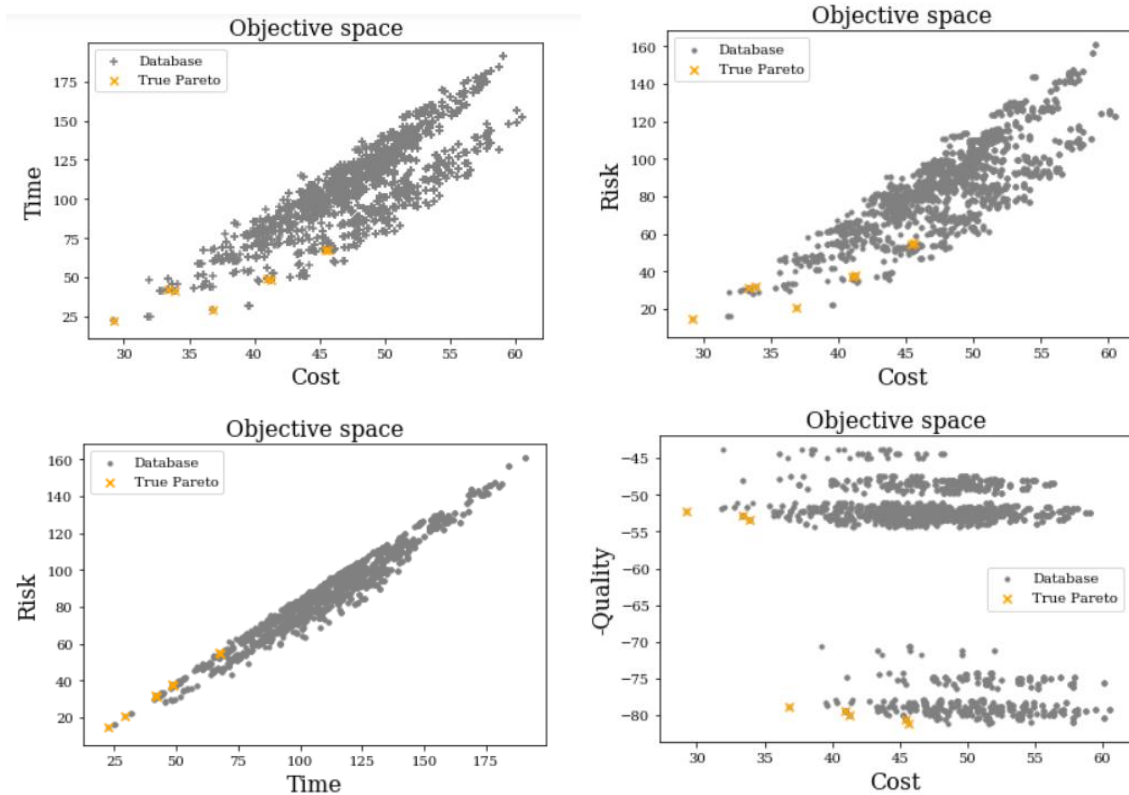 Objective space
Database
True Pareto
175
150
125
100
75
50
25
Time
30 35 40 45 50 55 60
Cost
Objective space
Database
True Pareto
160
140
120
100
80
60
40
20
Risk
30 35 40 45 50 55 60
Cost
Objective space
Database
True Pareto
160
140
120
100
80
60
40
20
Risk
25 50 75 100 125 150 175
Time
Objective space
−45
−50
−55
−60
−65
−70
−75
−80
-Quality
Database
True Pareto
30 35 40 45 50 55 60
Cost